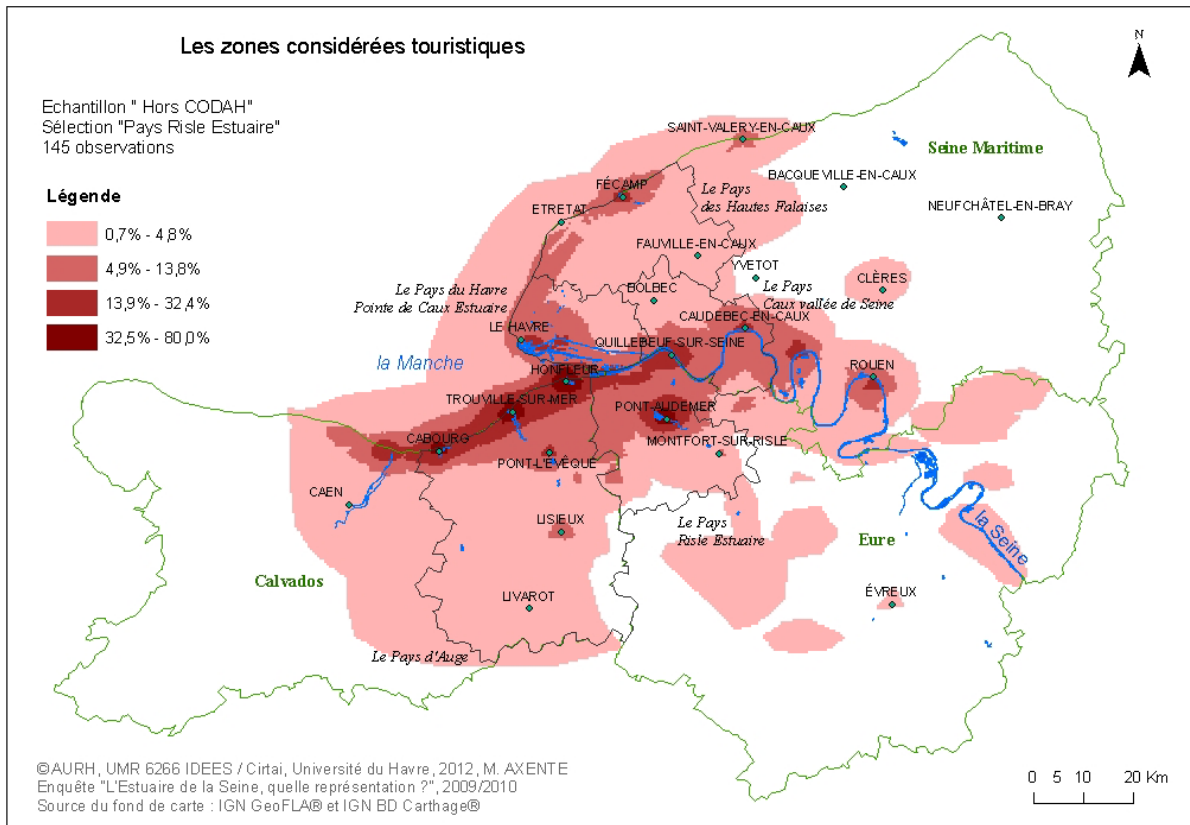 Les zones considérées touristiques
N
Echantillon " Hors CODAH"
Sélection "Pays Risle Estuaire"
145 observations
Légende
0,7% - 4,8%
4,9% - 13,8%
13,9% - 32,4%
32,5% - 80,0%
SAINT-VALERY-EN-CAUX
Seine Maritime
BACQUEVILLE-EN-CAUX
FÉCAMP
Le Pays
des Hautes Falaises
ETRETAT
NEUFCHÂTEL-EN-BRAY
FAUVILLE-EN-CAUX
YVETOT
CLÈRES
Le Pays du Havre
Pointe de Caux Estuaire
BOLBEC
Le Pays
Caux vallée de Seine
CAUDEBEC-EN-CAUX
LE HAVRE
QUILLEBEUF-SUR-SEINE
la Manche
HONFLEUR
ROUEN
TROUVILLE-SUR-MER
PONT-AUDEMER
CABOURG
MONTFORT-SUR-RISLE
PONT-L'EVÊQUE
CAEN
LISIEUX
Le Pays
Risle Estuaire
la Seine
Eure
Calvados
LIVAROT
ÉVREUX
Le Pays d'Auge
©AURH, UMR 6266 IDEES / Cirtai, Université du Havre, 2012, M. AXENTE
Enquête "L'Estuaire de la Seine, quelle représentation ?", 2009/2010
Source du fond de carte : IGN GeoFLA® et IGN BD Carthage®
0 5 10 20 Km